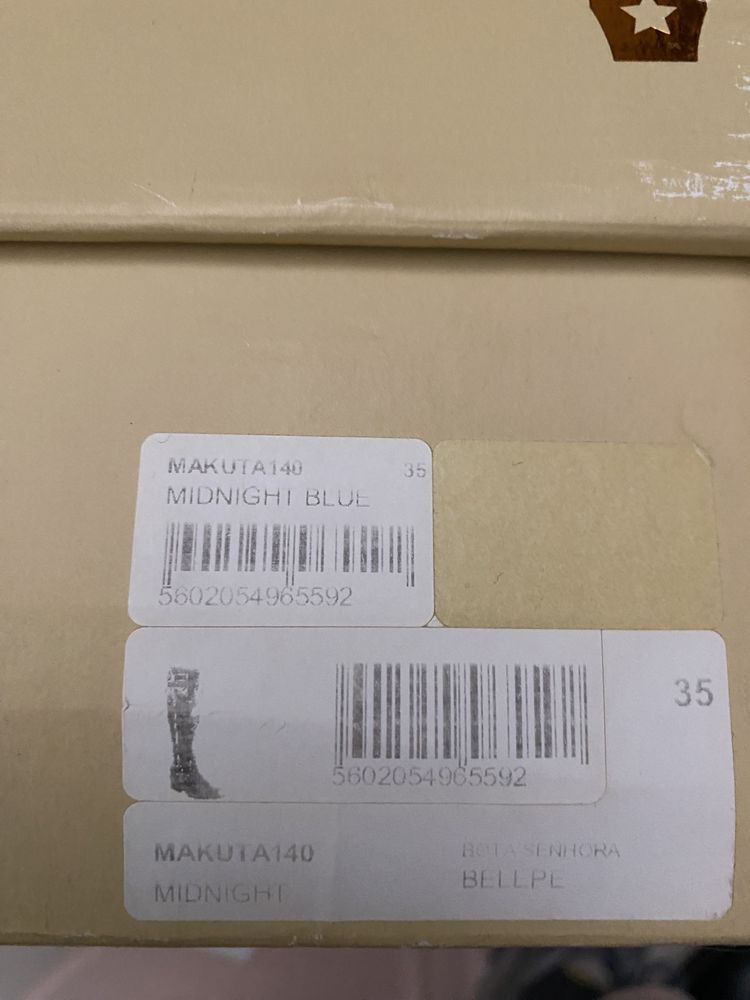 MAKUTA140 35
MIDNIGHT BLUE
5602054965592
35
5602054965592
MAKUTA140 BOTA SENHORA
MIDNIGHT BELLPE